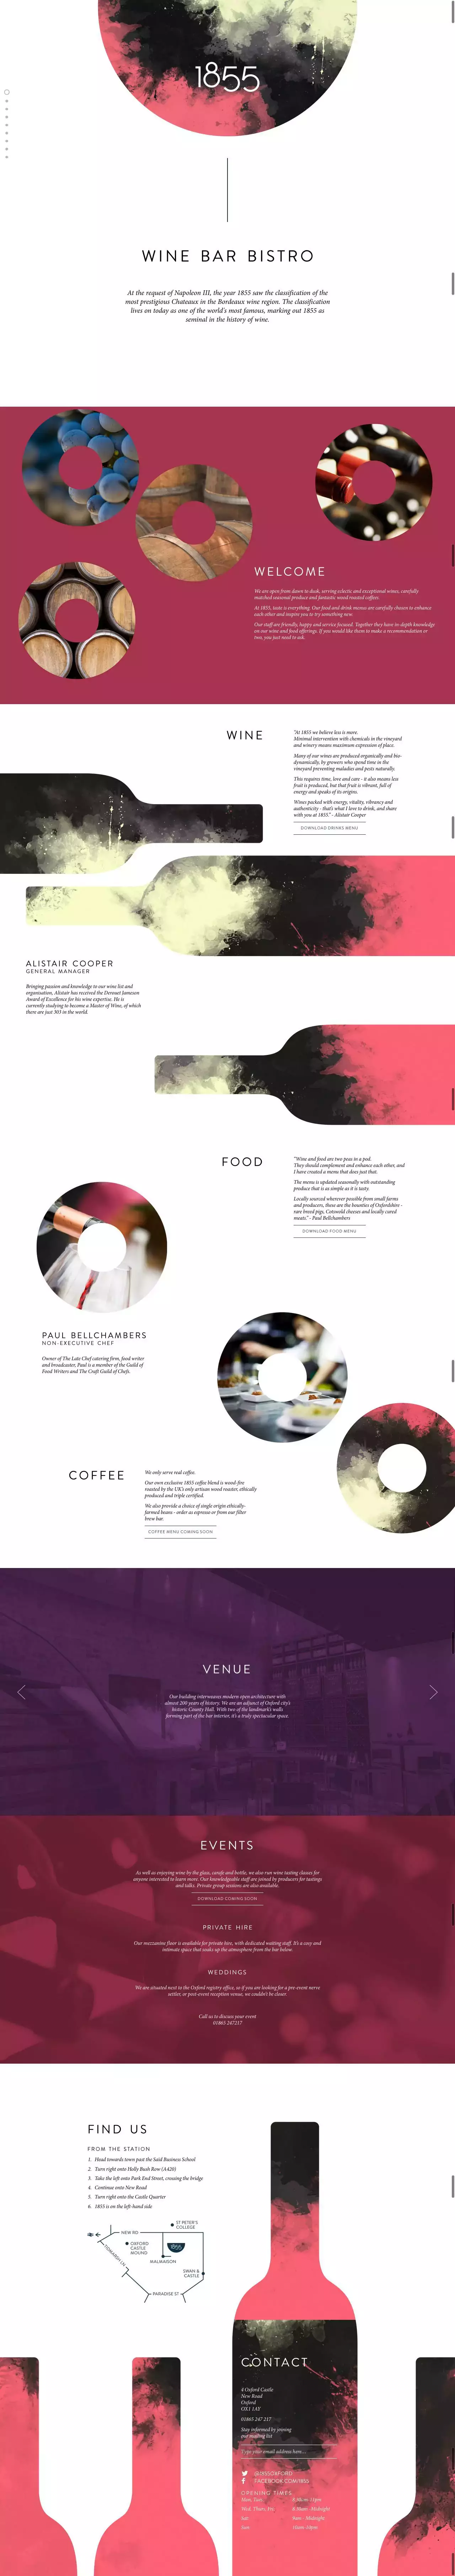 1855
WINE BAR BISTRO
At the request of Napoleon III, the year 1855 saw the classification of the
most prestigious Chateaux in the Bordeaux wine region. The classification
lives on today as one of the world's most famous, marking out 1855 as
seminal in the history of wine.
WELCOME
We are open from dawn to dusk, serving eclectic and exceptional wines, carefully
matched seasonal produce and fantastic wood roasted coffees.
At 1855, taste is everything. Our food and drink menus are carefully chosen to enhance
each other and inspire you to try something new.
Our staff are friendly, happy and service focused. Together they have in-depth knowledge
on our wine and food offerings. If you would like them to make a recommendation or
two, you just need to ask.
WINE
"At 1855 we believe less is more.
Minimal intervention with chemicals in the vineyard
and winery means maximum expression of place.
Many of our wines are produced organically and bio-
dynamically, by growers who spend time in the
vineyard preventing maladies and pests naturally.
This requires time, love and care - it also means less
fruit is produced, but that fruit is vibrant, full of
energy and speaks of its origins.
Wines packed with energy, vitality, vibrancy and
authenticity - that's what I love to drink, and share
with you at 1855." - Alistair Cooper
DOWNLOAD DRINKS MENU
ALISTAIR COOPER
GENERAL MANAGER
Bringing passion and knowledge to our wine list and
organisation, Alistair has received the Derouet Jameson
Award of Excellence for his wine expertise. He is
currently studying to become a Master of Wine, of which
there are just 303 in the world.
FOOD
"Wine and food are two peas in a pod.
They should complement and enhance each other, and
I have created a menu that does just that.
The menu is updated seasonally with outstanding
produce that is as simple as it is tasty.
Locally sourced wherever possible from small farms
and producers, these are the bounties of Oxfordshire -
rare breed pigs, Cotswold cheeses and locally cured
meats." - Paul Bellchambers
DOWNLOAD FOOD MENU
PAUL BELLCHAMBERS
NON-EXECUTIVE CHEF
Owner of The Late Chef catering firm, food writer
and broadcaster, Paul is a member of the Guild of
Food Writers and The Craft Guild of Chefs.
COFFEE
We only serve real coffee.
Our own exclusive 1855 coffee blend is wood-fire
roasted by the UK's only artisan wood roaster, ethically
produced and triple certified.
We also provide a choice of single origin ethically-
farmed beans - order as espresso or from our filter
brew bar.
COFFEE MENU COMING SOON
VENUE
Our building interweaves modern open architecture with
almost 200 years of history. We are an adjunct of Oxford city's
historic County Hall. With two of the landmark's walls
forming part of the bar interior, it's a truly spectacular space.
EVENTS
As well as enjoying wine by the glass, carafe and bottle, we also run wine tasting classes for
anyone interested to learn more. Our knowledgeable staff are joined by producers for tastings
and talks. Private group sessions are also available.
DOWNLOAD COMING SOON
PRIVATE HIRE
Our mezzanine floor is available for private hire, with dedicated waiting staff. It's a cosy and
intimate space that soaks up the atmosphere from the bar below.
WEDDINGS
We are situated next to the Oxford registry office, so if you are looking for a pre-event nerve
settler, or post-event reception venue, we couldn't be closer.
Call us to discuss your event
01865 247217
FIND US
FROM THE STATION
1. Head towards town past the Said Business School
2. Turn right onto Holly Bush Row (A420)
3. Take the left onto Park End Street, crossing the bridge
4. Continue onto New Road
5. Turn right onto the Castle Quarter
6. 1855 is on the left-hand side
ST PETER'S
COLLEGE
NEW RD
OXFORD
CASTLE
MOUND
1855
MALMAISON
SWAN &
CASTLE
PARADISE ST
CONTACT
4 Oxford Castle
New Road
Oxford
OX1 1AY
01865 247 217
Stay informed by joining
our mailing list
Type your email address here...
@1855OXFORD
FACEBOOK.COM/1855
OPENING TIMES
Mon, Tue,
Wed, Thurs, Fri
Sat
Sun